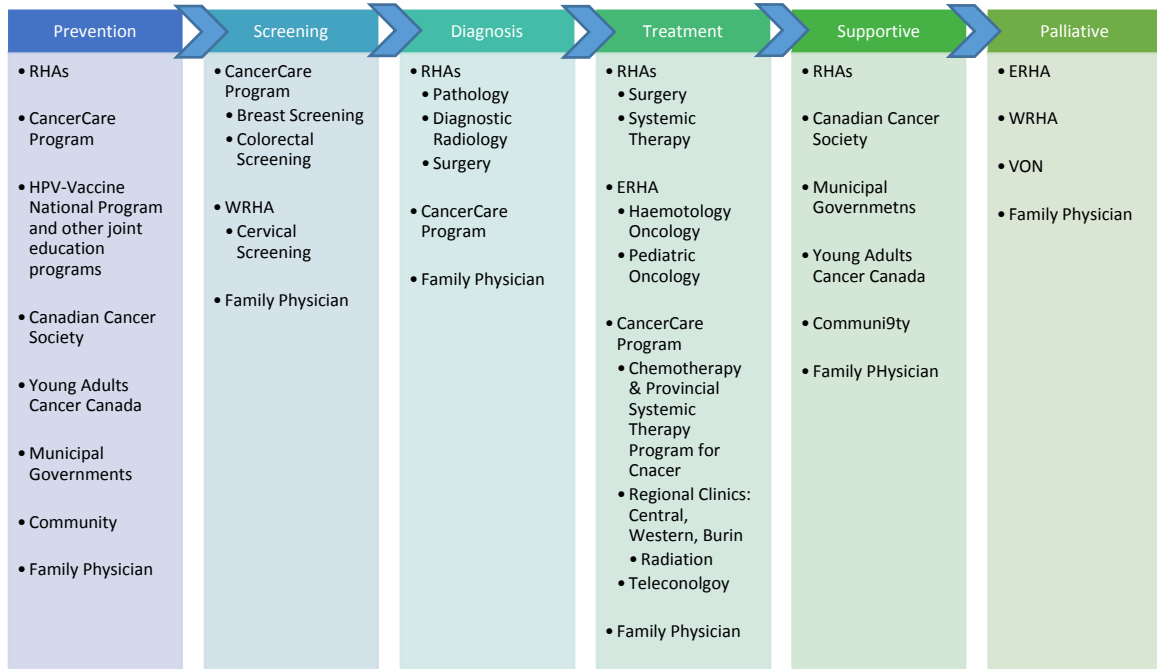 Prevention
• RHAs
• CancerCare
Program
• HPV-Vaccine
National Program
and other joint
education
programs
• Canadian Cancer
Society
• Young Adults
Cancer Canada
• Municipal
Governments
• Community
• Family Physician
Screening
• CancerCare
Program
• Breast Screening
• Colorectal
Screening
• WRHA
• Cervical
Screening
• Family Physician
Diagnosis
• RHAs
• Pathology
• Diagnostic
Radiology
• Surgery
• CancerCare
Program
• Family Physician
Treatment
• RHAs
• Surgery
• Systemic
Therapy
• ERHA
• Haemotology
Oncology
• Pediatric
Oncology
• CancerCare
Program
• Chemotherapy
& Provincial
Systemic
Therapy
Program for
Cnacer
• Regional Clinics:
Central,
Western, Burin
• Radiation
• Teleconolgoy
• Family Physician
Supportive
• RHAs
• Canadian Cancer
Society
• Municipal
Governmetns
• Young Adults
Cancer Canada
• Communi9ty
• Family PHysician
Palliative
• ERHA
• WRHA
• VON
• Family Physician